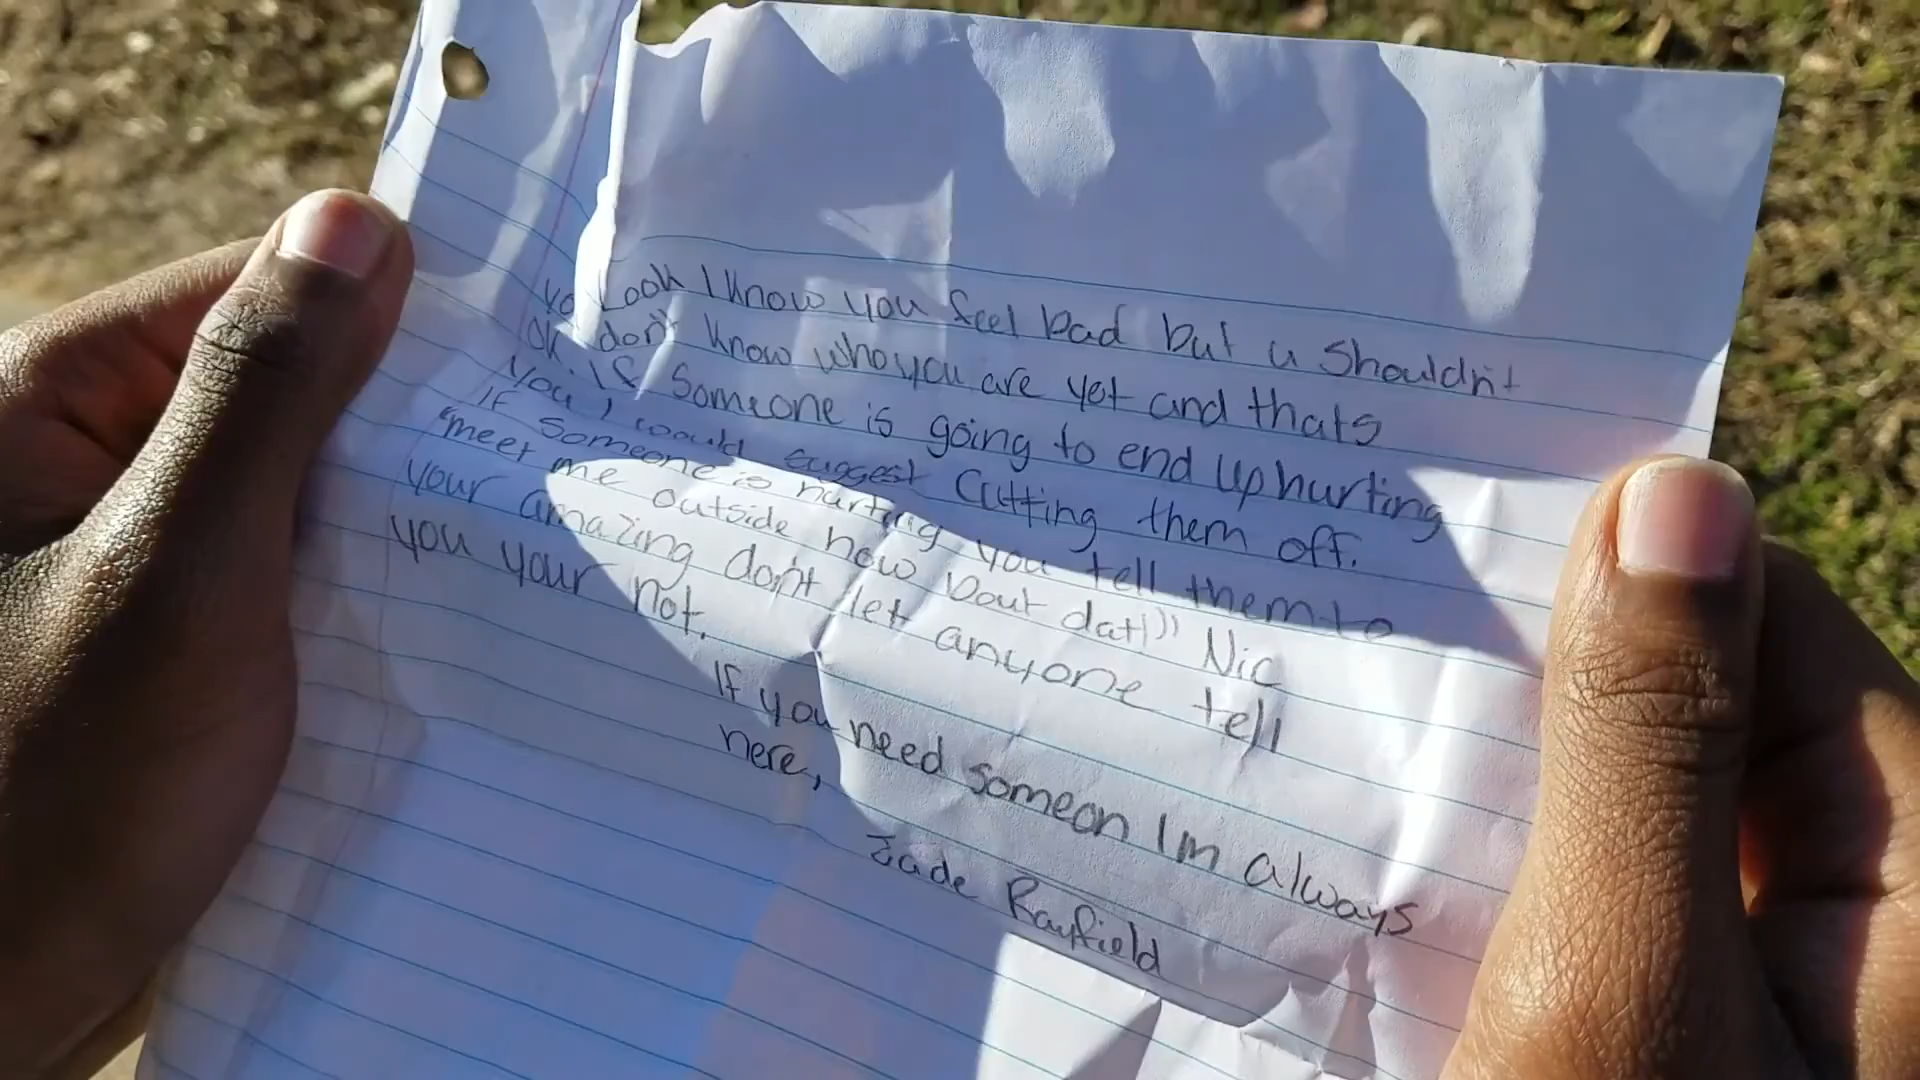 Yo Look I know you feel bad but u shouldn't
I don't know who you are yet and thats
ok. If someone is going to end up hurting
you, I would suggest Cutting them off.
If someone is hurting you tell them to
"meet me outside how bout dat!)) Nic
your amazing don't let anyone tell
you your not.
If you need someon Im always
here,
Jade Rayfield